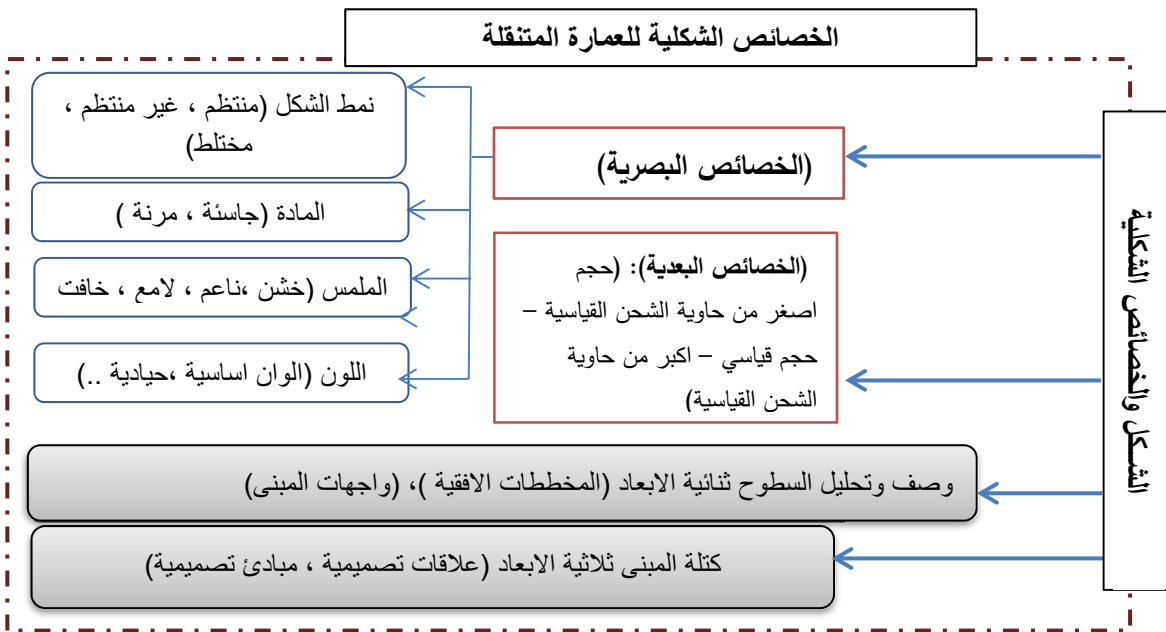 الخصائص الشكلية للعمارة المتنقلة
الشكل والخصائص الشكلية
(الخصائص البصرية)
نمط الشكل (منتظم ، غير منتظم ،
مختلط)
المادة (جاسئة ، مرنة )
الملمس (خشن ،ناعم ، لامع ، خافت
اللون (الوان اساسية ،حيادية ..)
(الخصائص البعدية): (حجم
اصغر من حاوية الشحن القياسية –
حجم قياسي – اكبر من حاوية
الشحن القياسية)
وصف وتحليل السطوح ثنائية الابعاد (المخططات الافقية )، (واجهات المبنى)
كتلة المبنى ثلاثية الابعاد (علاقات تصميمية ، مبادئ تصميمية)